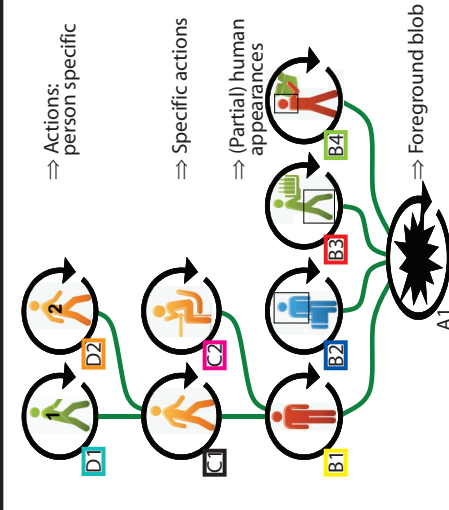 ⇒ Actions:
person specific
⇒ Specific actions
⇒ (Partial) human
appearances
⇒ Foreground blob
1
2
D1
D2
C1
C2
B1
B2
B3
B4
A1